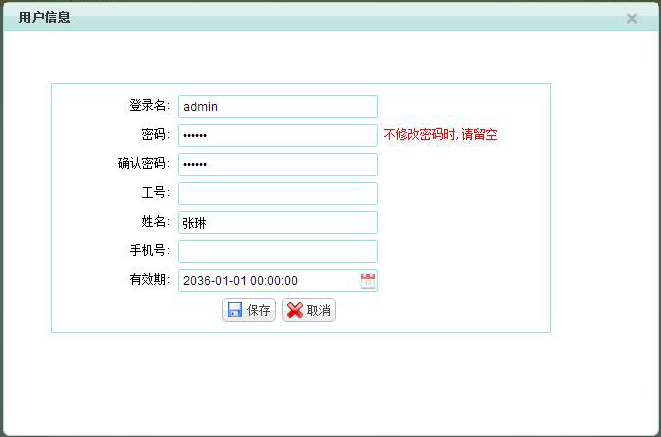 用户信息
登录名: admin
密码: •••••• 不修改密码时, 请留空
确认密码: ••••••
工号:
姓名: 张琳
手机号:
有效期: 2036-01-01 00:00:00
保存 取消